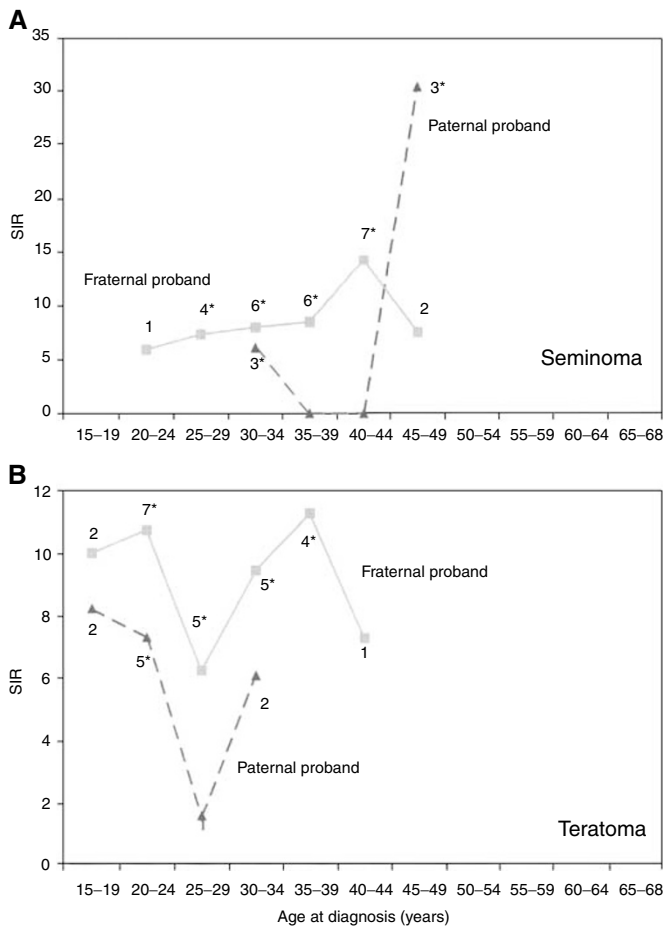 A
35
30
25
20
15
10
5
0
SIR
3*
Paternal proband
7*
Fraternal proband
1
4*
6*
6*
2
3*
Seminoma
15–19 20–24 25–29 30–34 35–39 40–44 45–49 50–54 55–59 60–64 65–68
B
12
10
8
6
4
2
0
SIR
2
7*
4*
5*
5*
Fraternal proband
2
5*
1
2
Paternal proband
Teratoma
15–19 20–24 25–29 30–34 35–39 40–44 45–49 50–54 55–59 60–64 65–68
Age at diagnosis (years)